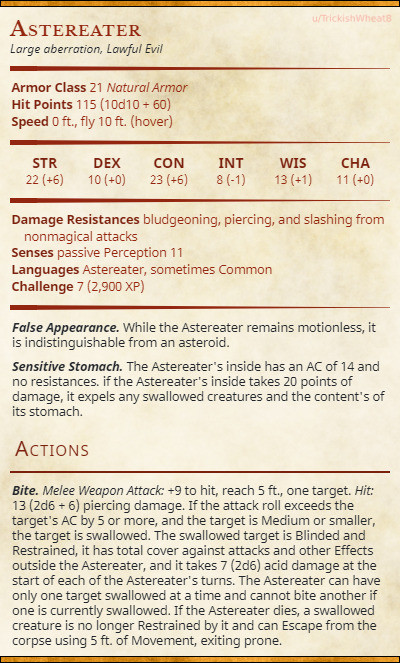 u/TrickishWheat8
Astereater
Large aberration, Lawful Evil
Armor Class 21 Natural Armor
Hit Points 115 (10d10 + 60)
Speed 0 ft., fly 10 ft. (hover)
STR DEX CON INT WIS CHA
22 (+6) 10 (+0) 23 (+6) 8 (-1) 13 (+1) 11 (+0)
Damage Resistances bludgeoning, piercing, and slashing from
nonmagical attacks
Senses passive Perception 11
Languages Astereater, sometimes Common
Challenge 7 (2,900 XP)
False Appearance. While the Astereater remains motionless, it
is indistinguishable from an asteroid.
Sensitive Stomach. The Astereater's inside has an AC of 14 and
no resistances. if the Astereater's inside takes 20 points of
damage, it expels any swallowed creatures and the content's of
its stomach.
Actions
Bite. Melee Weapon Attack: +9 to hit, reach 5 ft., one target. Hit:
13 (2d6 + 6) piercing damage. If the attack roll exceeds the
target's AC by 5 or more, and the target is Medium or smaller,
the target is swallowed. The swallowed target is Blinded and
Restrained, it has total cover against attacks and other Effects
outside the Astereater, and it takes 7 (2d6) acid damage at the
start of each of the Astereater's turns. The Astereater can have
only one target swallowed at a time and cannot bite another if
one is currently swallowed. If the Astereater dies, a swallowed
creature is no longer Restrained by it and can Escape from the
corpse using 5 ft. of Movement, exiting prone.